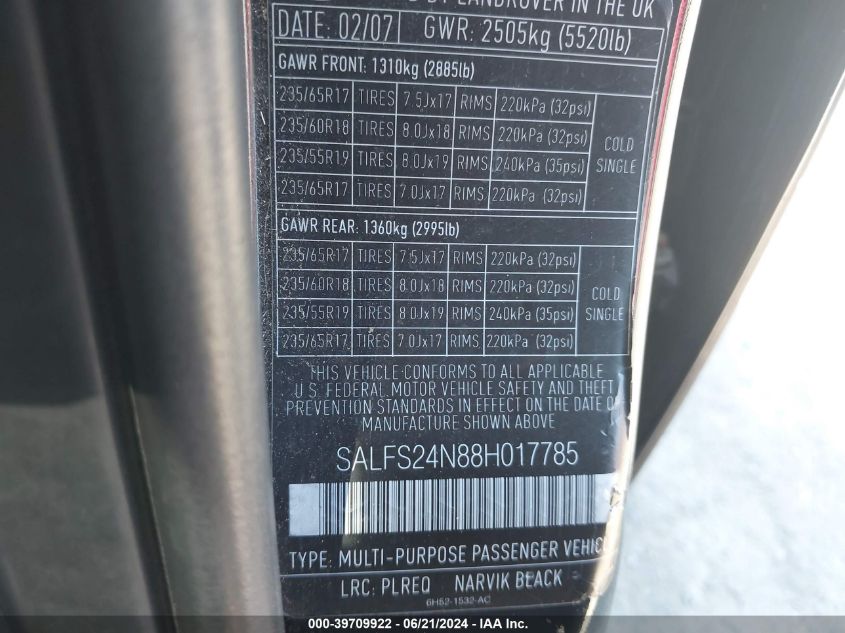 BY LANDROVER IN THE UK
DATE: 02/07 GWR: 2505kg (5520lb)
GAWR FRONT: 1310kg (2885lb)
235/65R17 TIRES 7.5Jx17 RIMS 220kPa (32psi)
235/60R18 TIRES 8.0Jx18 RIMS 220kPa (32psi)
235/55R19 TIRES 8.0Jx19 RIMS 240kPa (35psi)
235/65R17 TIRES 7.0Jx17 RIMS 220kPa (32psi)
COLD
SINGLE
GAWR REAR: 1360kg (2995lb)
235/65R17 TIRES 7.5Jx17 RIMS 220kPa (32psi)
235/60R18 TIRES 8.0Jx18 RIMS 220kPa (32psi)
235/55R19 TIRES 8.0Jx19 RIMS 240kPa (35psi)
235/65R17 TIRES 7.0Jx17 RIMS 220kPa (32psi)
COLD
SINGLE
THIS VEHICLE CONFORMS TO ALL APPLICABLE
U.S. FEDERAL MOTOR VEHICLE SAFETY AND THEFT
PREVENTION STANDARDS IN EFFECT ON THE DATE OF
MANUFACTURE SHOWN ABOVE
SALFS24N88H017785
TYPE: MULTI-PURPOSE PASSENGER VEHIC
LRC: PLREQ NARVIK BLACK
6H52-1532-AC
000-39709922 - 06/21/2024 - IAA Inc.